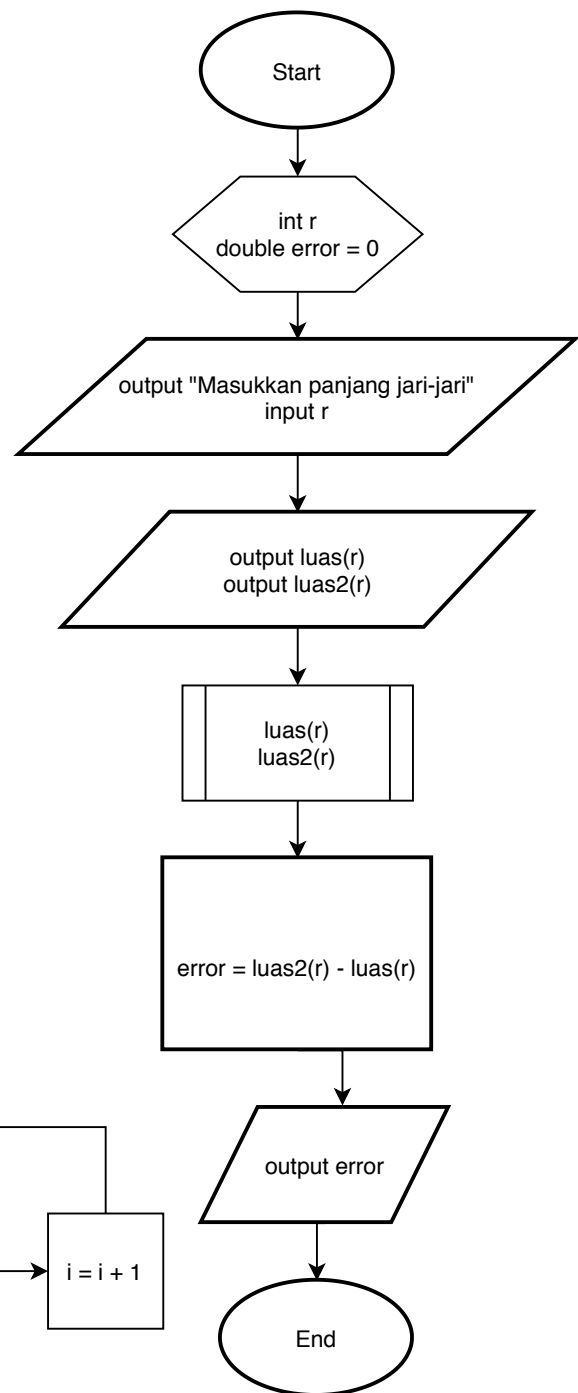 Start
int r
double error = 0
output "Masukkan panjang jari-jari"
input r
output luas(r)
output luas2(r)
luas(r)
luas2(r)
error = luas2(r) - luas(r)
output error
i = i + 1
End